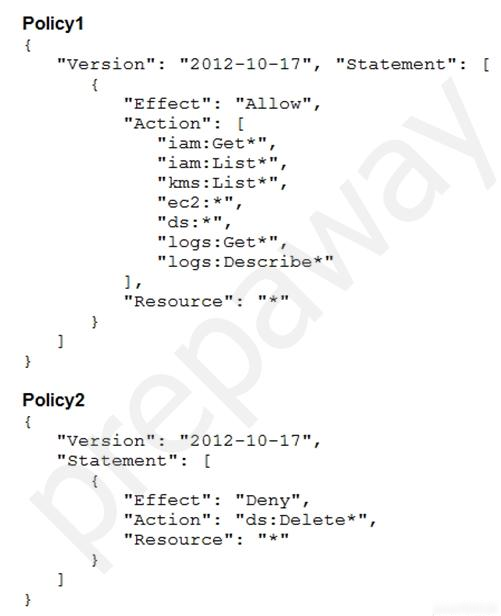 Policy1
{
"Version": "2012-10-17", "Statement": [
{
"Effect": "Allow",
"Action": [
"iam:Get*",
"iam:List*",
"kms:List*",
"ec2:*",
"ds:*",
"logs:Get*",
"logs:Describe*"
],
"Resource": "*"
}
]
}
Policy2
{
"Version": "2012-10-17",
"Statement": [
{
"Effect": "Deny",
"Action": "ds:Delete*",
"Resource": "*"
}
]
}
prepaway